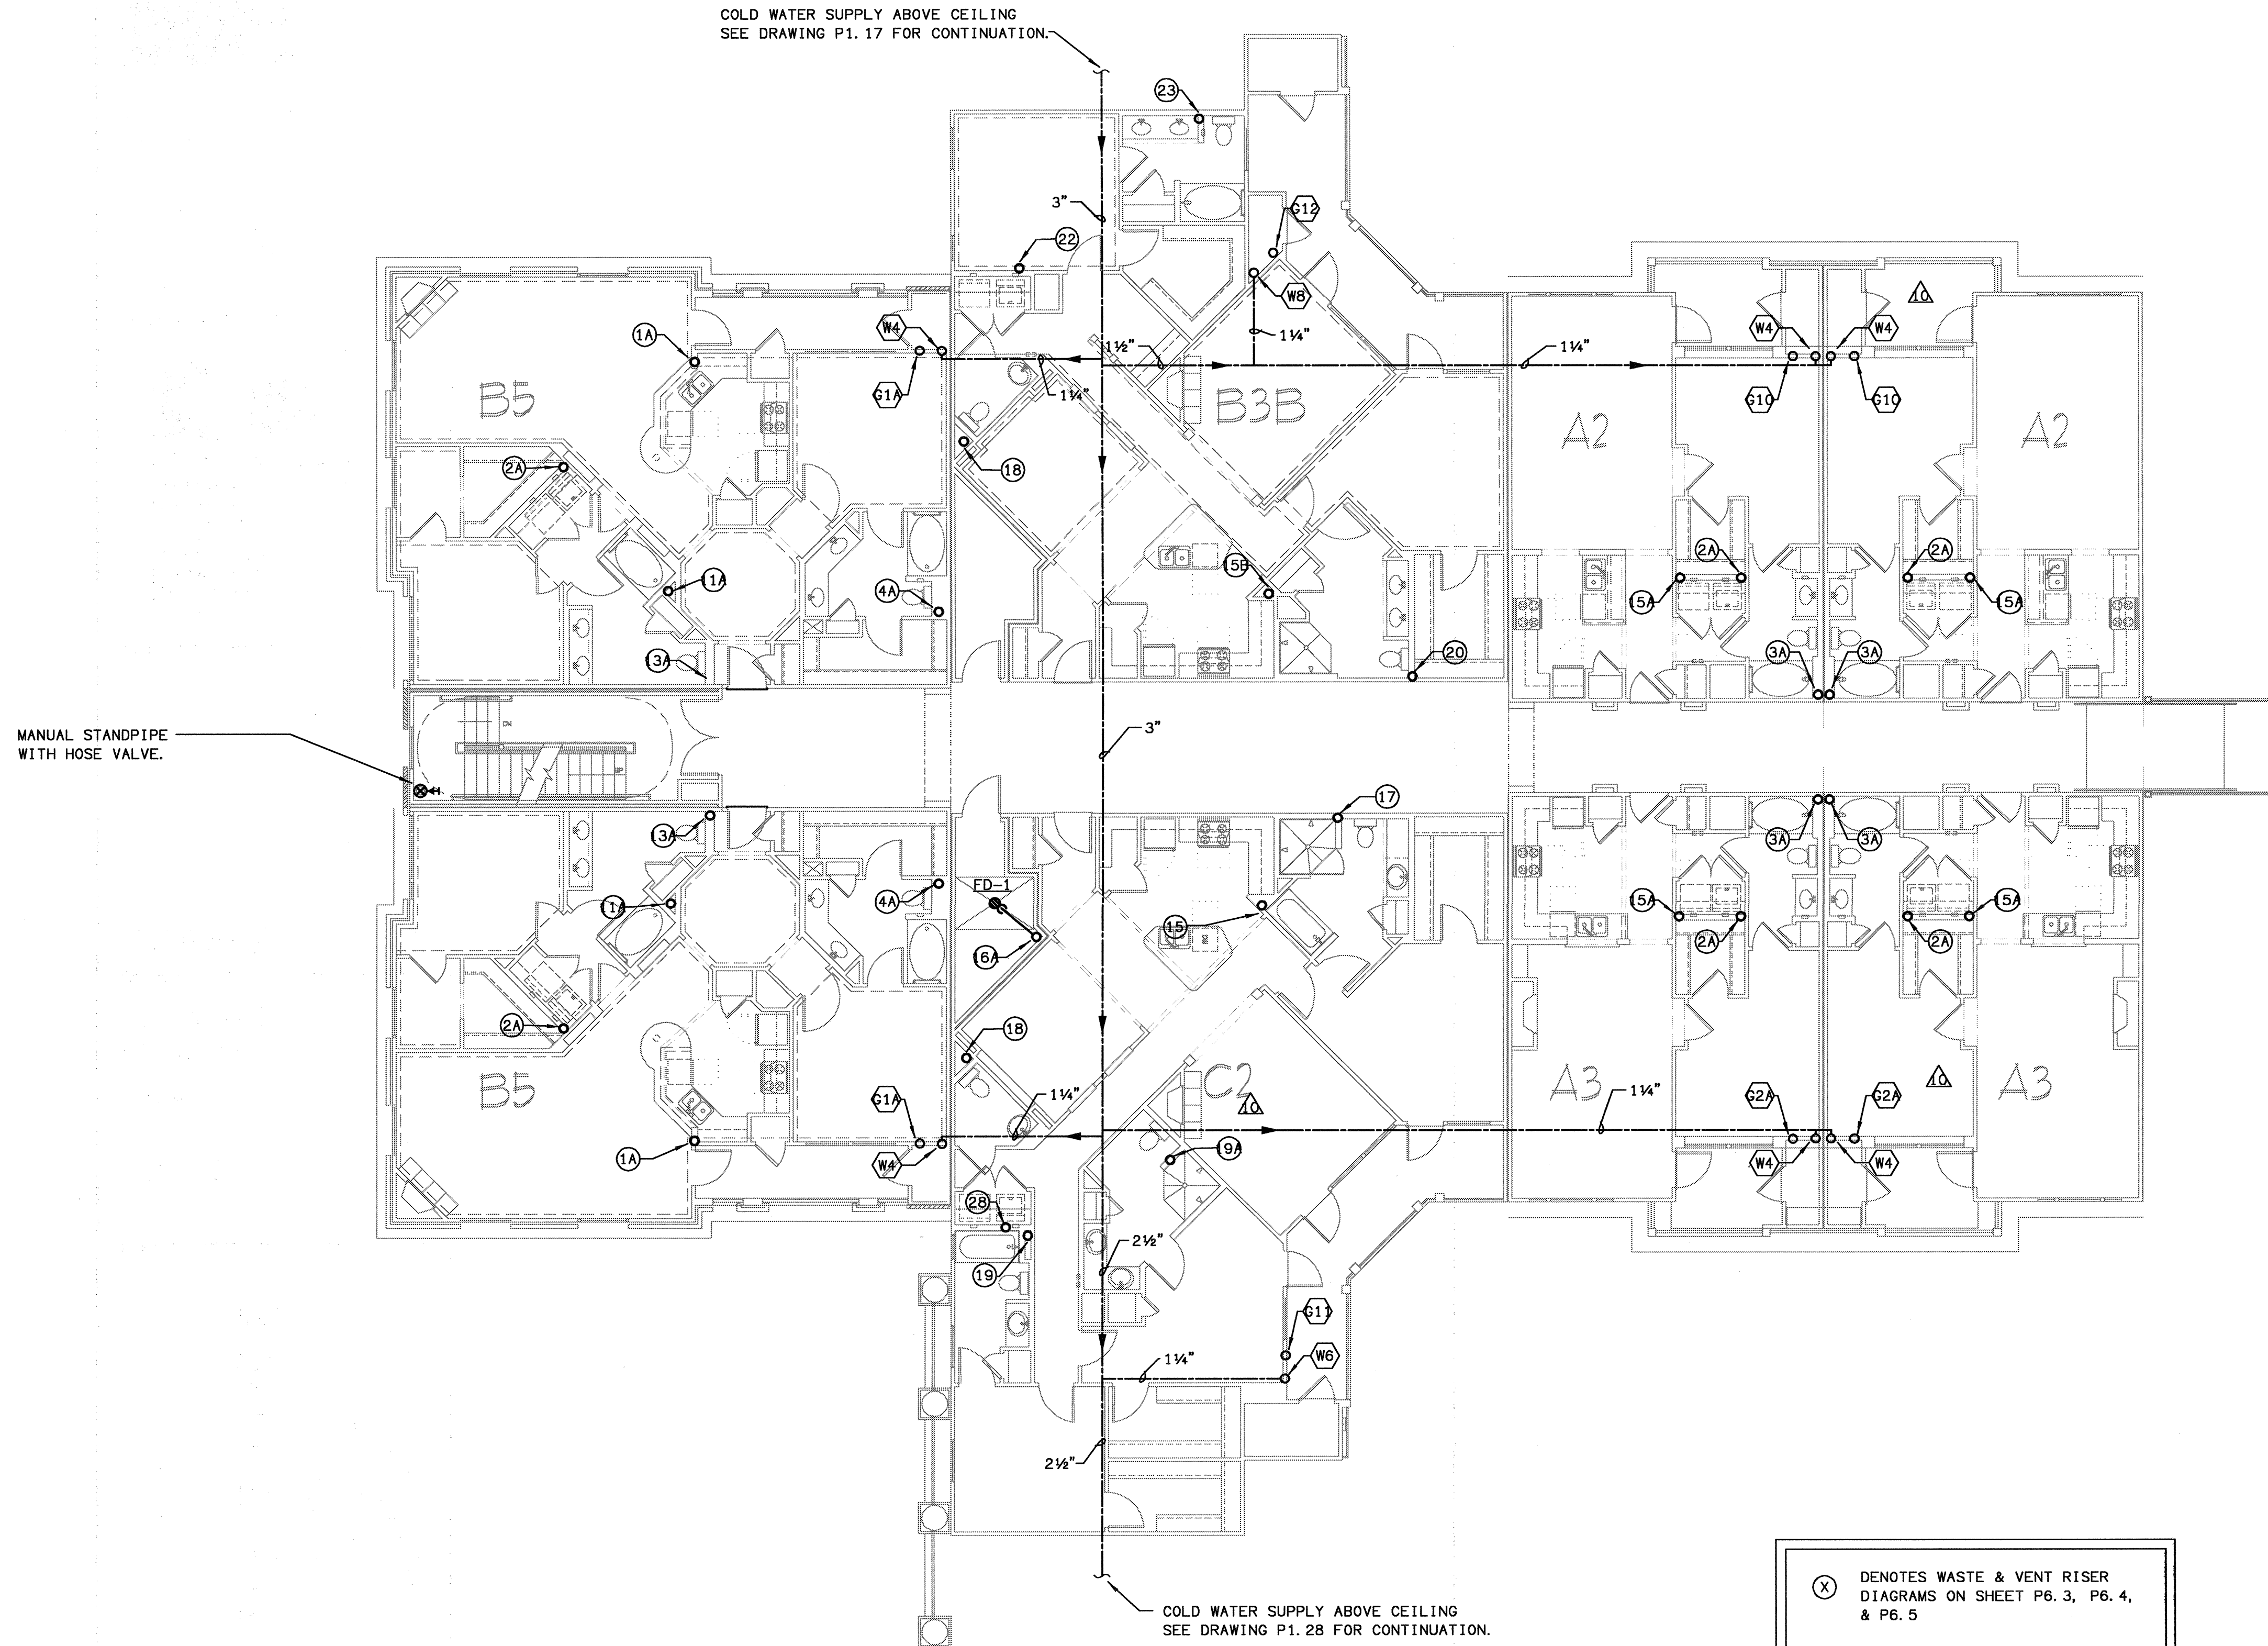 COLD WATER SUPPLY ABOVE CEILING
SEE DRAWING P1.17 FOR CONTINUATION.
23
3"
22
G12
W8
10
1A
W4
1½"
1¼"
1¼"
W4
W4
G1A
1¼"
G10
G10
B5
B3B
A2
A2
18
2A
15B
2A
2A
11A
4A
15A
15A
13A
20
3A
3A
MANUAL STANDPIPE
WITH HOSE VALVE.
DN
UP
3"
17
13A
3A
3A
FD-1
11A
4A
15
15A
15A
16A
2A
2A
2A
18
B5
C2
10
A3
10
A3
G1A
1¼"
1¼"
G2A
G2A
1A
W4
19A
W4
W4
28
2½"
19
G11
1¼"
W6
2½"
COLD WATER SUPPLY ABOVE CEILING
SEE DRAWING P1.28 FOR CONTINUATION.
X DENOTES WASTE & VENT RISER
DIAGRAMS ON SHEET P6.3, P6.4,
& P6.5